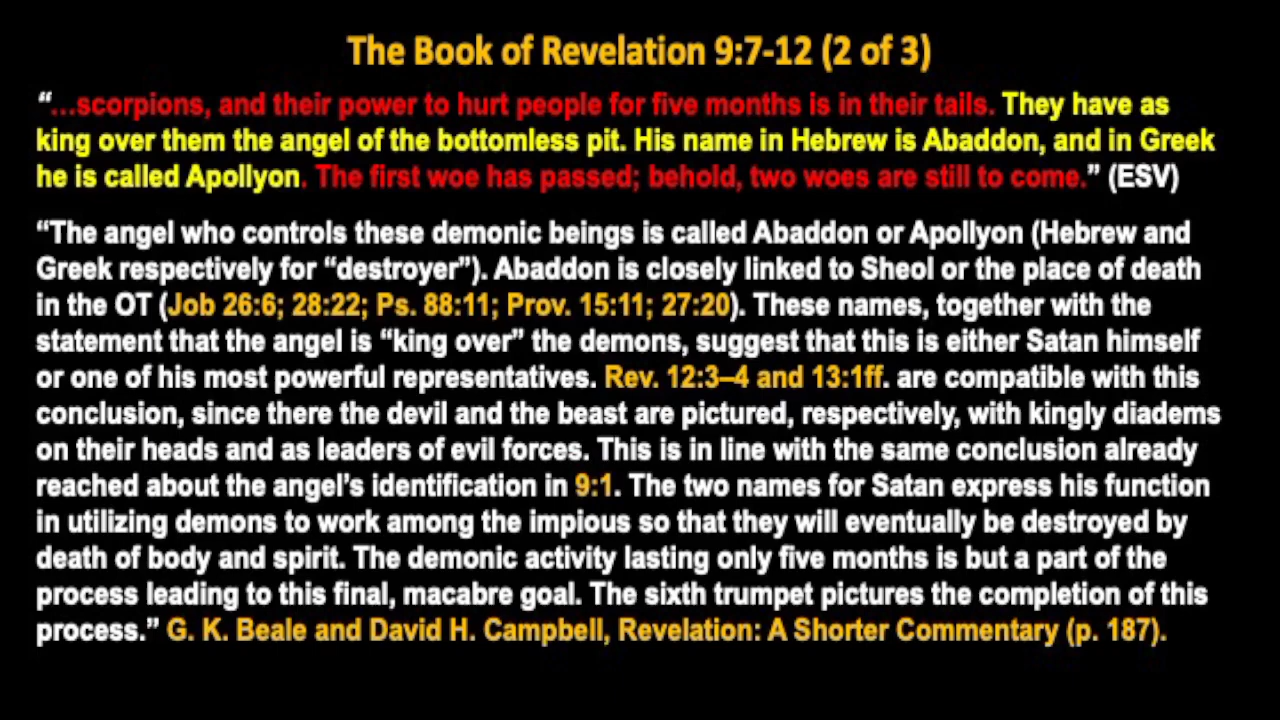 The Book of Revelation 9:7-12 (2 of 3)
“…scorpions, and their power to hurt people for five months is in their tails. They have as
king over them the angel of the bottomless pit. His name in Hebrew is Abaddon, and in Greek
he is called Apollyon. The first woe has passed; behold, two woes are still to come.” (ESV)
“The angel who controls these demonic beings is called Abaddon or Apollyon (Hebrew and
Greek respectively for “destroyer”). Abaddon is closely linked to Sheol or the place of death
in the OT (Job 26:6; 28:22; Ps. 88:11; Prov. 15:11; 27:20). These names, together with the
statement that the angel is “king over” the demons, suggest that this is either Satan himself
or one of his most powerful representatives. Rev. 12:3–4 and 13:1ff. are compatible with this
conclusion, since there the devil and the beast are pictured, respectively, with kingly diadems
on their heads and as leaders of evil forces. This is in line with the same conclusion already
reached about the angel’s identification in 9:1. The two names for Satan express his function
in utilizing demons to work among the impious so that they will eventually be destroyed by
death of body and spirit. The demonic activity lasting only five months is but a part of the
process leading to this final, macabre goal. The sixth trumpet pictures the completion of this
process.” G. K. Beale and David H. Campbell, Revelation: A Shorter Commentary (p. 187).